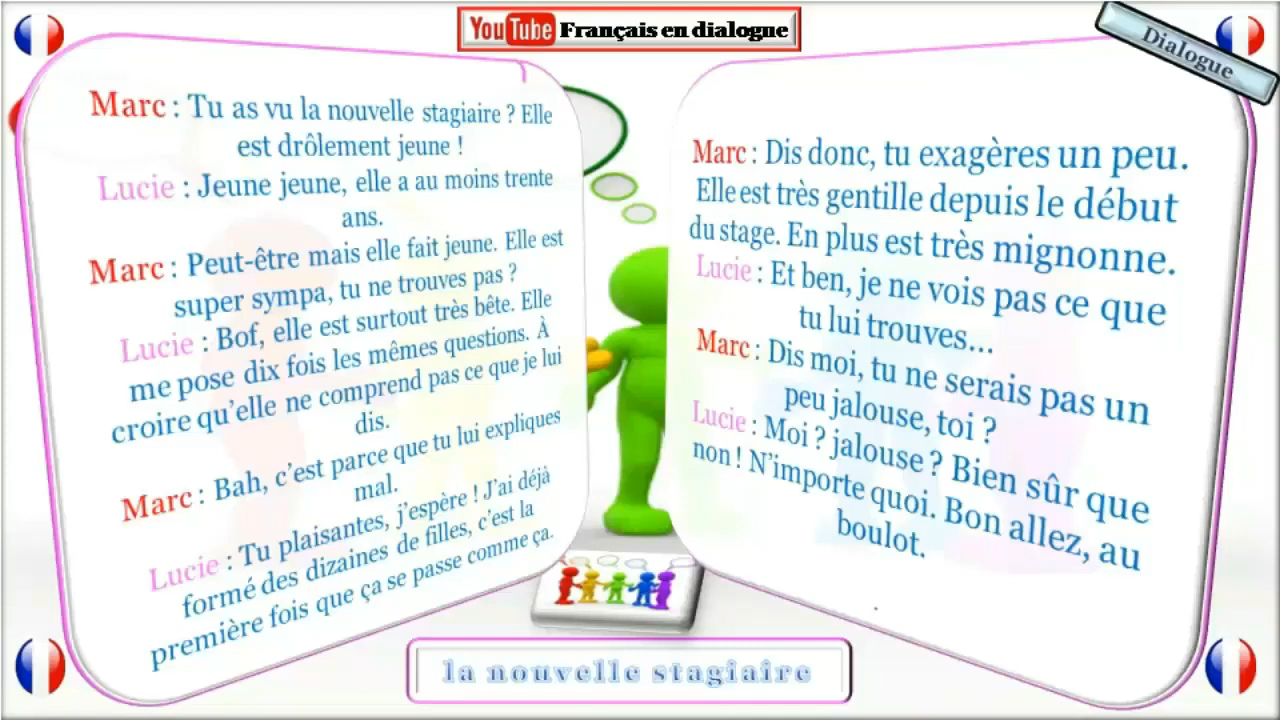 YouTube Français en dialogue
Dialogue
Marc : Tu as vu la nouvelle stagiaire ? Elle
est drôlement jeune !
Lucie : Jeune jeune, elle a au moins trente
ans.
Marc : Peut-être mais elle fait jeune. Elle est
super sympa, tu ne trouves pas ?
Lucie : Bof, elle est surtout très bête. Elle
me pose dix fois les mêmes questions. À
croire qu'elle ne comprend pas ce que je lui
dis.
Marc : Bah, c'est parce que tu lui expliques
mal.
Lucie : Tu plaisantes, j'espère ! J'ai déjà
formé des dizaines de filles, c'est la
première fois que ça se passe comme ça.
Marc : Dis donc, tu exagères un peu.
Elle est très gentille depuis le début
du stage. En plus est très mignonne.
Lucie : Et ben, je ne vois pas ce que
tu lui trouves...
Marc : Dis moi, tu ne serais pas un
peu jalouse, toi ?
Lucie : Moi ? jalouse ? Bien sûr que
non ! N'importe quoi. Bon allez, au
boulot.
la nouvelle stagiaire